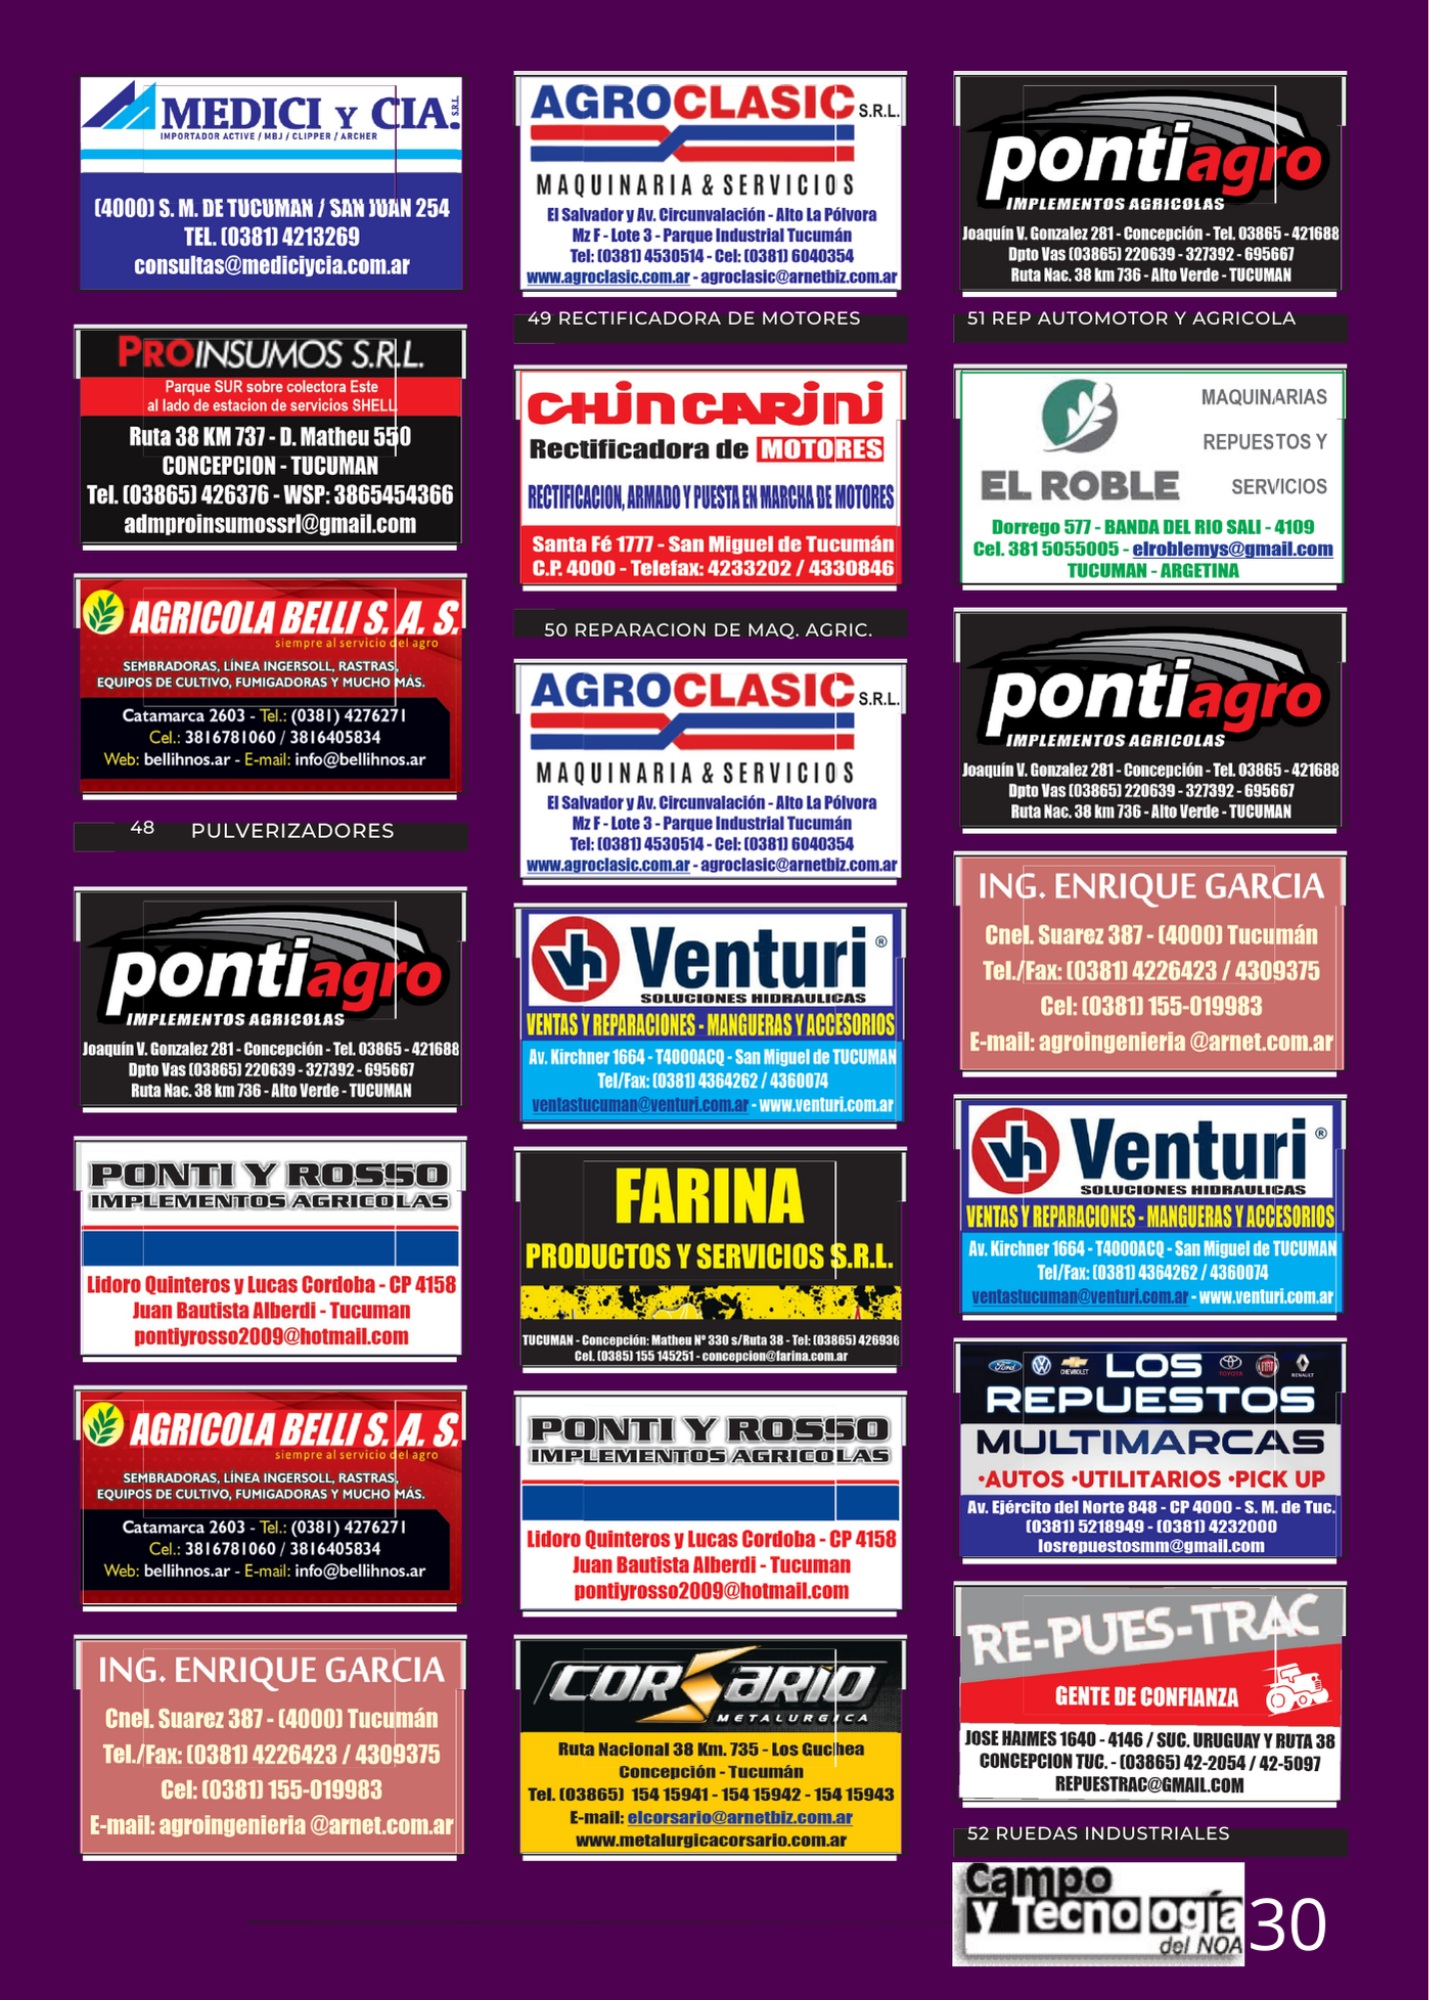 MEDICI Y CIA. S.R.L.
IMPORTADOR ACTIVE / MBJ / CLIPPER / ARCHER
(4000) S. M. DE TUCUMAN / SAN JUAN 254
TEL. (0381) 4213269
consultas@mediciycia.com.ar
PROINSUMOS S.R.L.
Parque SUR sobre colectora Este
al lado de estacion de servicios SHELL
Ruta 38 KM 737 - D. Matheu 550
CONCEPCION - TUCUMAN
Tel. (03865) 426376 - WSP: 3865454366
admproinsumossrl@gmail.com
AGRICOLA BELLI S. A. S.
siempre al servicio del agro
SEMBRADORAS, LÍNEA INGERSOLL, RASTRAS,
EQUIPOS DE CULTIVO, FUMIGADORAS Y MUCHO MÁS.
Catamarca 2603 - Tel.: (0381) 4276271
Cel.: 3816781060 / 3816405834
Web: bellihnos.ar - E-mail: info@bellihnos.ar
48 PULVERIZADORES
pontiagro
IMPLEMENTOS AGRICOLAS
Joaquín V. Gonzalez 281 - Concepción - Tel. 03865 - 421688
Dpto Vas (03865) 220639 - 327392 - 695667
Ruta Nac. 38 km 736 - Alto Verde - TUCUMAN
PONTI Y ROSSO
IMPLEMENTOS AGRICOLAS
Lidoro Quinteros y Lucas Cordoba - CP 4158
Juan Bautista Alberdi - Tucuman
pontiyrosso2009@hotmail.com
AGRICOLA BELLI S. A. S.
siempre al servicio del agro
SEMBRADORAS, LÍNEA INGERSOLL, RASTRAS,
EQUIPOS DE CULTIVO, FUMIGADORAS Y MUCHO MÁS.
Catamarca 2603 - Tel.: (0381) 4276271
Cel.: 3816781060 / 3816405834
Web: bellihnos.ar - E-mail: info@bellihnos.ar
ING. ENRIQUE GARCIA
Cnel. Suarez 387 - (4000) Tucumán
Tel./Fax: (0381) 4226423 / 4309375
Cel: (0381) 155-019983
E-mail: agroingenieria @arnet.com.ar
AGROCLASIC S.R.L.
MAQUINARIA & SERVICIOS
El Salvador y Av. Circunvalación - Alto La Pólvora
Mz F - Lote 3 - Parque Industrial Tucumán
Tel: (0381) 4530514 - Cel: (0381) 6040354
www.agroclasic.com.ar - agroclasic@arnetbiz.com.ar
49 RECTIFICADORA DE MOTORES
CHINCARINI
Rectificadora de MOTORES
RECTIFICACION, ARMADO Y PUESTA EN MARCHA DE MOTORES
Santa Fé 1777 - San Miguel de Tucumán
C.P. 4000 - Telefax: 4233202 / 4330846
50 REPARACION DE MAQ. AGRIC.
AGROCLASIC S.R.L.
MAQUINARIA & SERVICIOS
El Salvador y Av. Circunvalación - Alto La Pólvora
Mz F - Lote 3 - Parque Industrial Tucumán
Tel: (0381) 4530514 - Cel: (0381) 6040354
www.agroclasic.com.ar - agroclasic@arnetbiz.com.ar
vh Venturi ®
SOLUCIONES HIDRAULICAS
VENTAS Y REPARACIONES - MANGUERAS Y ACCESORIOS
Av. Kirchner 1664 - T4000ACQ - San Miguel de TUCUMAN
Tel/Fax: (0381) 4364262 / 4360074
ventastucuman@venturi.com.ar - www.venturi.com.ar
FARINA
PRODUCTOS Y SERVICIOS S.R.L.
TUCUMAN - Concepción: Matheu Nº 330 s/Ruta 38 - Tel: (03865) 426936
Cel. (0385) 155 145251 - concepcion@farina.com.ar
PONTI Y ROSSO
IMPLEMENTOS AGRICOLAS
Lidoro Quinteros y Lucas Cordoba - CP 4158
Juan Bautista Alberdi - Tucuman
pontiyrosso2009@hotmail.com
CORSARIO
METALURGICA
Ruta Nacional 38 Km. 735 - Los Guchea
Concepción - Tucumán
Tel. (03865) 154 15941 - 154 15942 - 154 15943
E-mail: elcorsario@arnetbiz.com.ar
www.metalurgicacorsario.com.ar
pontiagro
IMPLEMENTOS AGRICOLAS
Joaquín V. Gonzalez 281 - Concepción - Tel. 03865 - 421688
Dpto Vas (03865) 220639 - 327392 - 695667
Ruta Nac. 38 km 736 - Alto Verde - TUCUMAN
51 REP AUTOMOTOR Y AGRICOLA
MAQUINARIAS
REPUESTOS Y
EL ROBLE SERVICIOS
Dorrego 577 - BANDA DEL RIO SALI - 4109
Cel. 381 5055005 - elroblemys@gmail.com
TUCUMAN - ARGETINA
pontiagro
IMPLEMENTOS AGRICOLAS
Joaquín V. Gonzalez 281 - Concepción - Tel. 03865 - 421688
Dpto Vas (03865) 220639 - 327392 - 695667
Ruta Nac. 38 km 736 - Alto Verde - TUCUMAN
ING. ENRIQUE GARCIA
Cnel. Suarez 387 - (4000) Tucumán
Tel./Fax: (0381) 4226423 / 4309375
Cel: (0381) 155-019983
E-mail: agroingenieria @arnet.com.ar
vh Venturi ®
SOLUCIONES HIDRAULICAS
VENTAS Y REPARACIONES - MANGUERAS Y ACCESORIOS
Av. Kirchner 1664 - T4000ACQ - San Miguel de TUCUMAN
Tel/Fax: (0381) 4364262 / 4360074
ventastucuman@venturi.com.ar - www.venturi.com.ar
Ford CHEVROLET LOS TOYOTA FIAT RENAULT
REPUESTOS
MULTIMARCAS
•AUTOS •UTILITARIOS •PICK UP
Av. Ejército del Norte 848 - CP 4000 - S. M. de Tuc.
(0381) 5218949 - (0381) 4232000
losrepuestosmm@gmail.com
RE-PUES-TRAC
GENTE DE CONFIANZA
JOSE HAIMES 1640 - 4146 / SUC. URUGUAY Y RUTA 38
CONCEPCION TUC. - (03865) 42-2054 / 42-5097
REPUESTRAC@GMAIL.COM
52 RUEDAS INDUSTRIALES
Campo
y Tecnología
del NOA
30